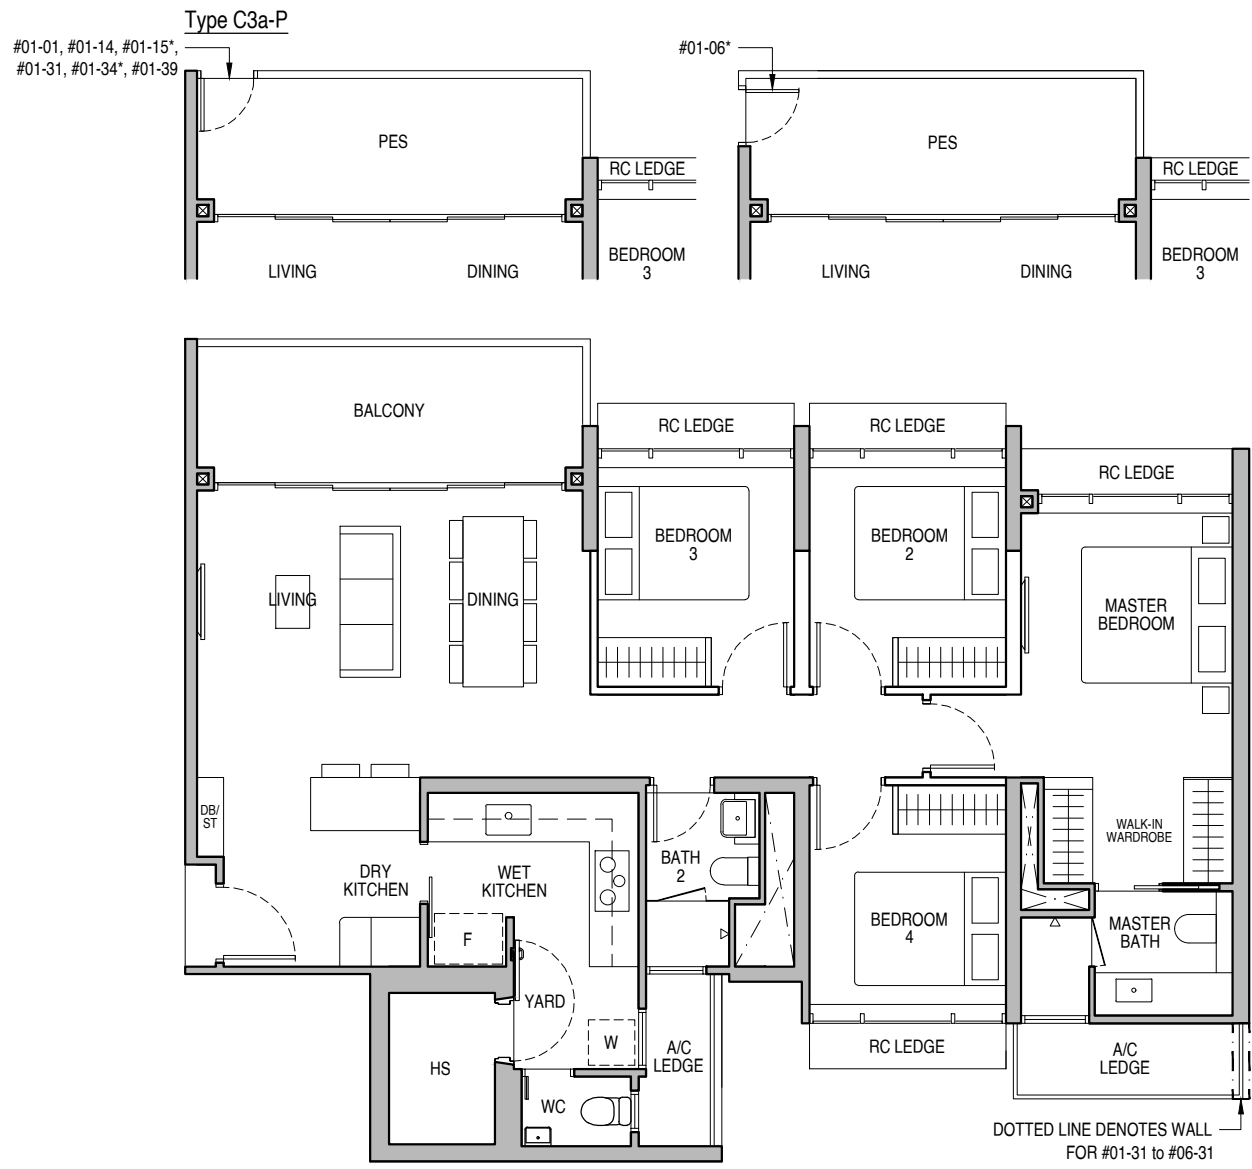 Type C3a-P
#01-01, #01-14, #01-15*,
#01-31, #01-34*, #01-39
#01-06*
PES
PES
RC LEDGE
RC LEDGE
LIVING
DINING
BEDROOM
3
LIVING
DINING
BEDROOM
3
BALCONY
RC LEDGE
RC LEDGE
RC LEDGE
BEDROOM
3
BEDROOM
2
LIVING
DINING
MASTER
BEDROOM
DB/
ST
DRY
KITCHEN
WET
KITCHEN
BATH
2
WALK-IN
WARDROBE
BEDROOM
4
MASTER
BATH
F
YARD
W
HS
A/C
LEDGE
RC LEDGE
A/C
LEDGE
WC
DOTTED LINE DENOTES WALL
FOR #01-31 to #06-31